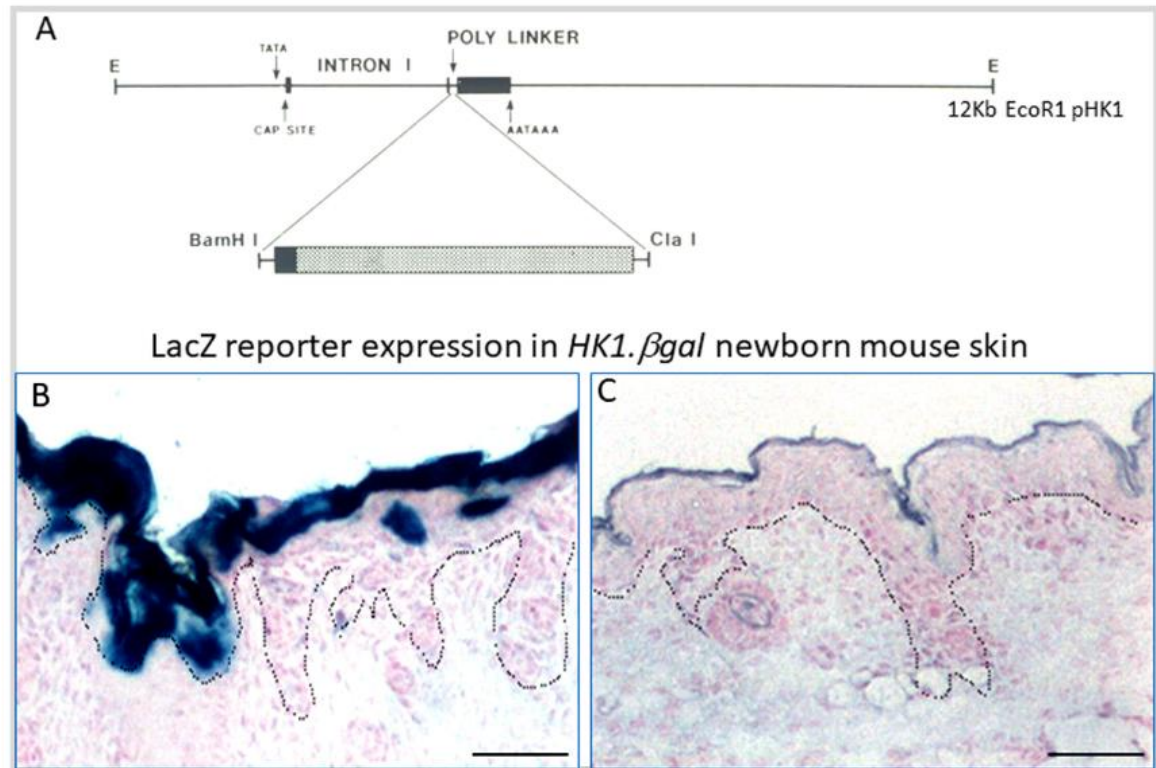 A
POLY LINKER
TATA
E
INTRON I
E
CAP SITE
AATAAA
12Kb EcoR1 pHK1
BamH I
Cla I
LacZ reporter expression in HK1.βgal newborn mouse skin
B
C